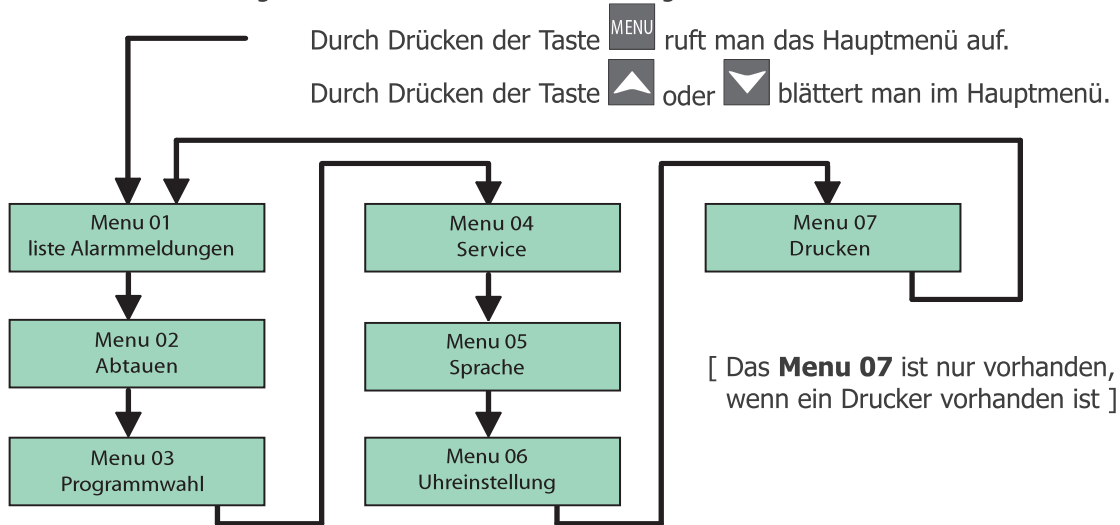 Durch Drücken der Taste MENU ruft man das Hauptmenü auf.
Durch Drücken der Taste oder blättert man im Hauptmenü.
Menu 01
liste Alarmmeldungen
Menu 02
Abtauen
Menu 03
Programmwahl
Menu 04
Service
Menu 05
Sprache
Menu 06
Uhreinstellung
Menu 07
Drucken
[ Das Menu 07 ist nur vorhanden,
wenn ein Drucker vorhanden ist ]